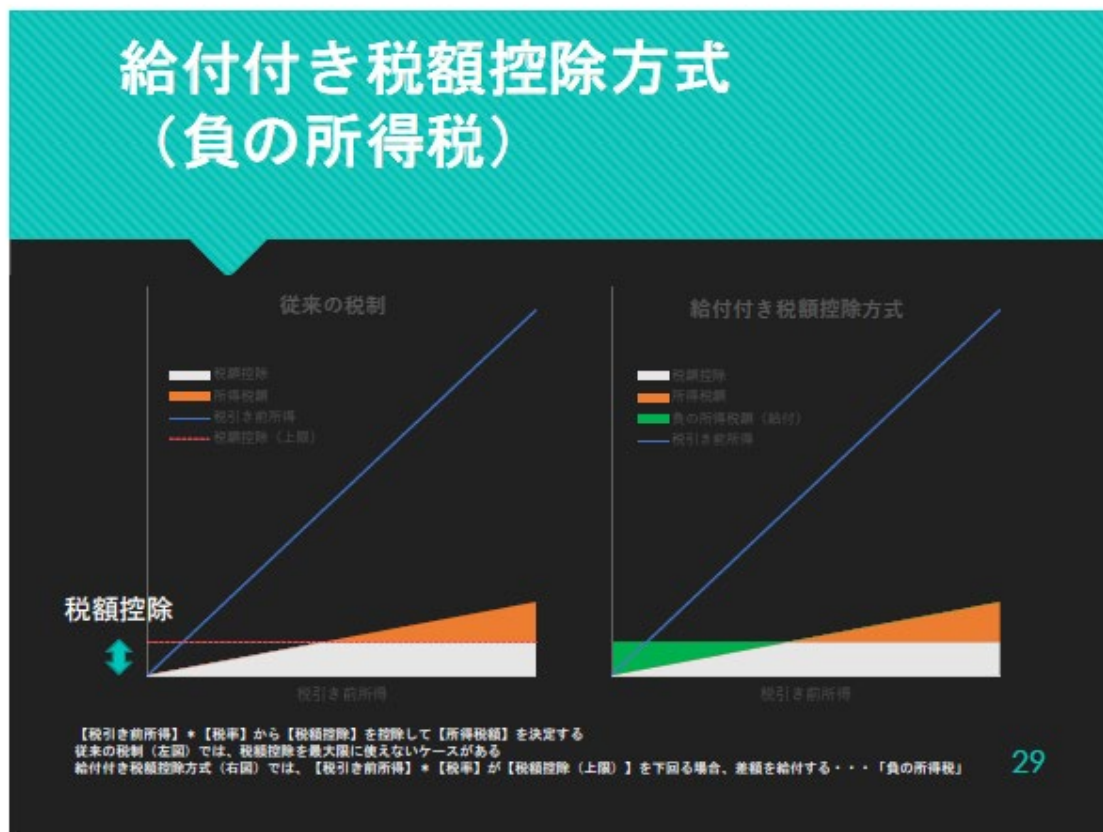 給付付き税額控除方式
（負の所得税）
従来の税制
税額控除
所得税額
税引き前所得
税額控除（上限）
税額控除
税引き前所得
給付付き税額控除方式
税額控除
所得税額
負の所得税額（給付）
税引き前所得
税引き前所得
【税引き前所得】＊【税率】から【税額控除】を控除して【所得税額】を決定する
従来の税制（左図）では、税額控除を最大限に使えないケースがある
給付付き税額控除方式（右図）では、【税引き前所得】＊【税率】が【税額控除（上限）】を下回る場合、差額を給付する・・・「負の所得税」
29